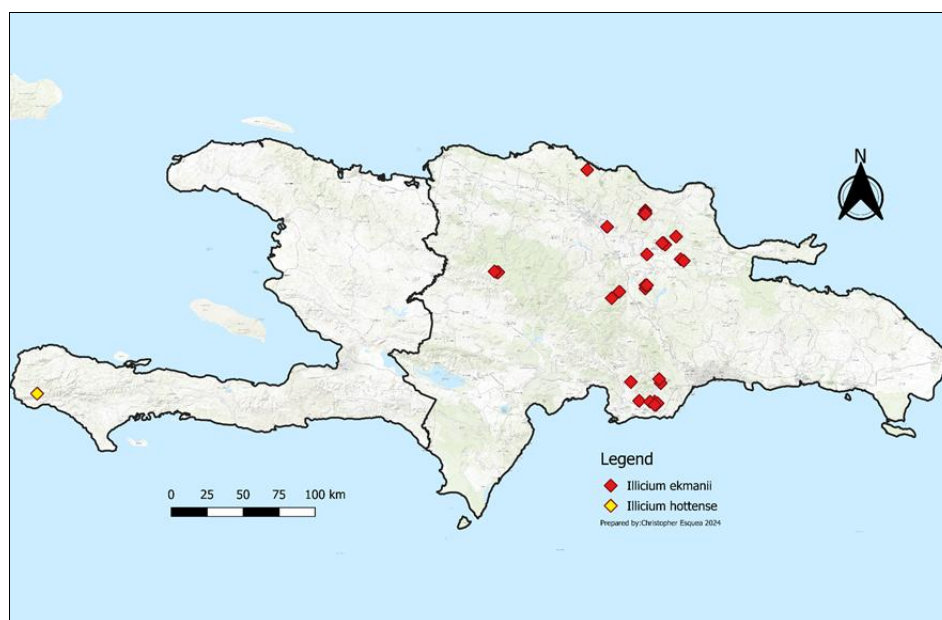 N
0 25 50 75 100 km
Legend
Illicium ekmanii
Illicium hottense
Prepared by:Christopher Esquea 2024